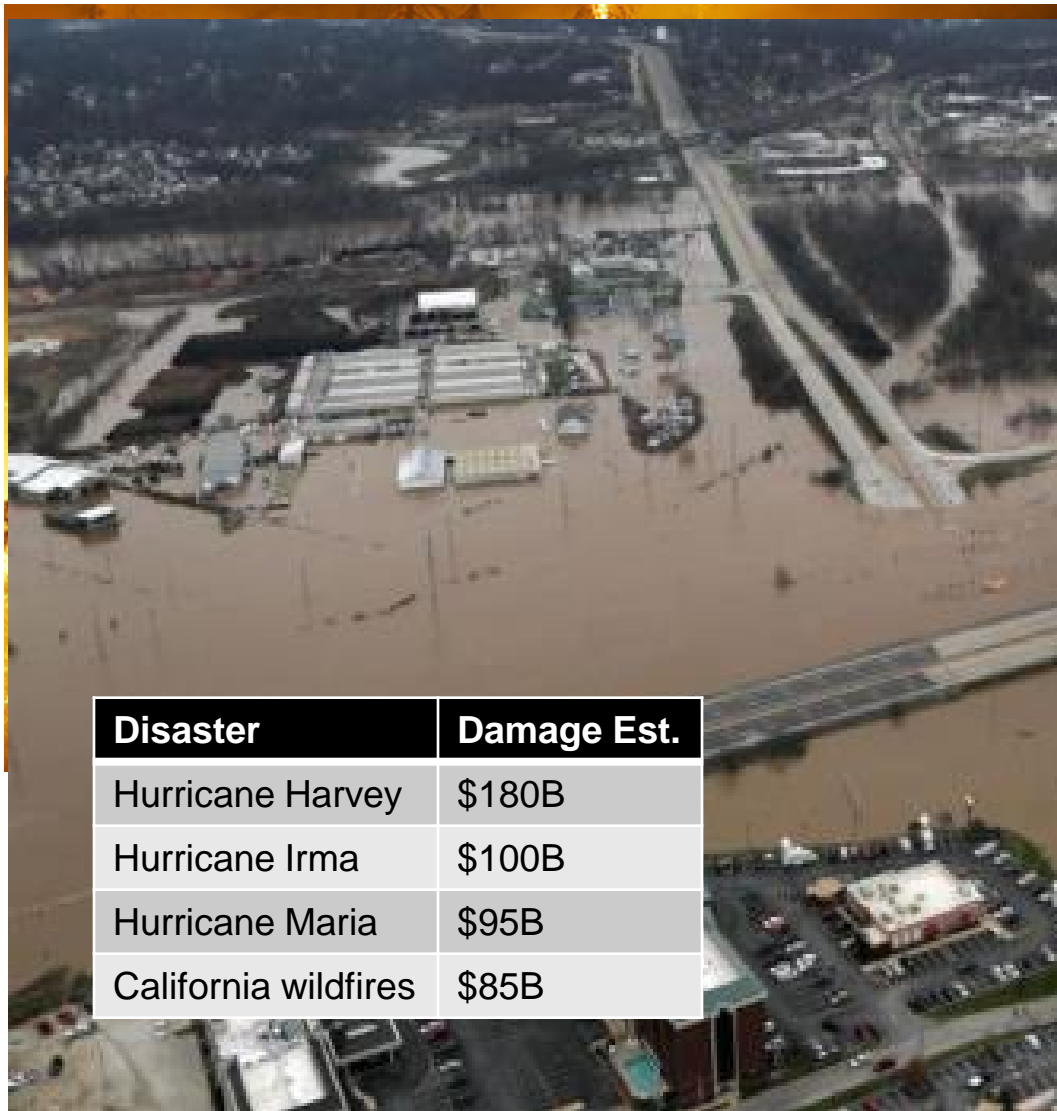 Disaster Damage Est.
Hurricane Harvey $180B
Hurricane Irma $100B
Hurricane Maria $95B
California wildfires $85B